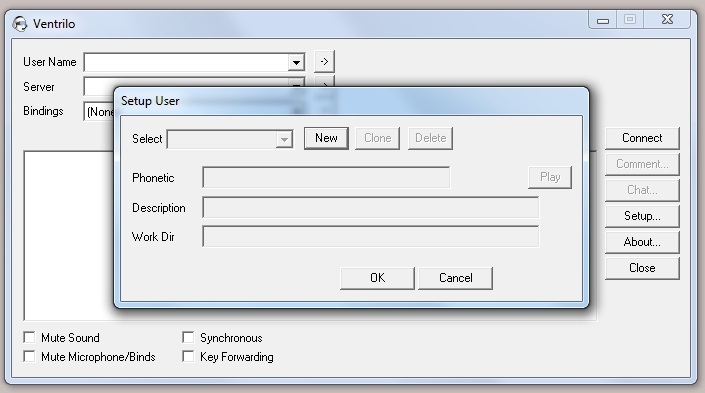 Ventrilo
User Name
->
Server
Bindings
(None
Setup User
Select
New
Clone
Delete
Phonetic
Play
Description
Work Dir
OK
Cancel
Connect
Comment...
Chat...
Setup...
About...
Close
Mute Sound
Synchronous
Mute Microphone/Binds
Key Forwarding